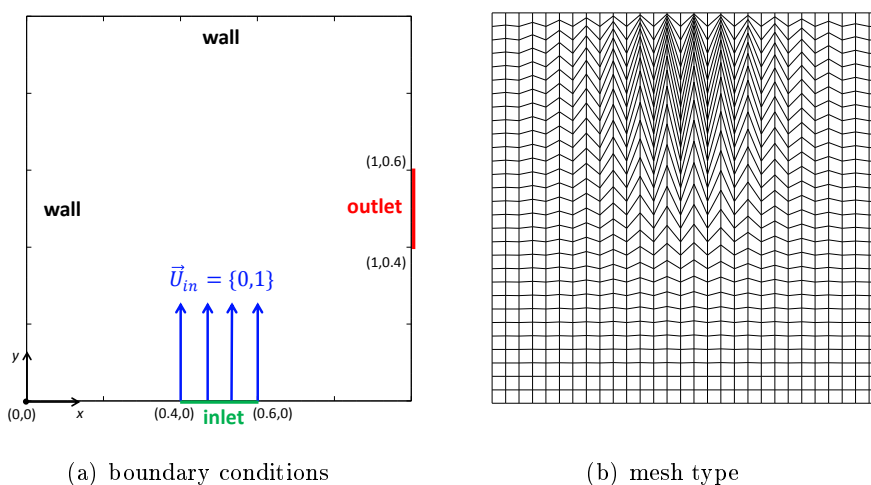 wall
(1,0.6)
wall
outlet
(1,0.4)
$\vec{U}_{in} = \{0,1\}$
y
(0,0)
x
(0.4,0)
inlet
(0.6,0)
(a) boundary conditions
(b) mesh type